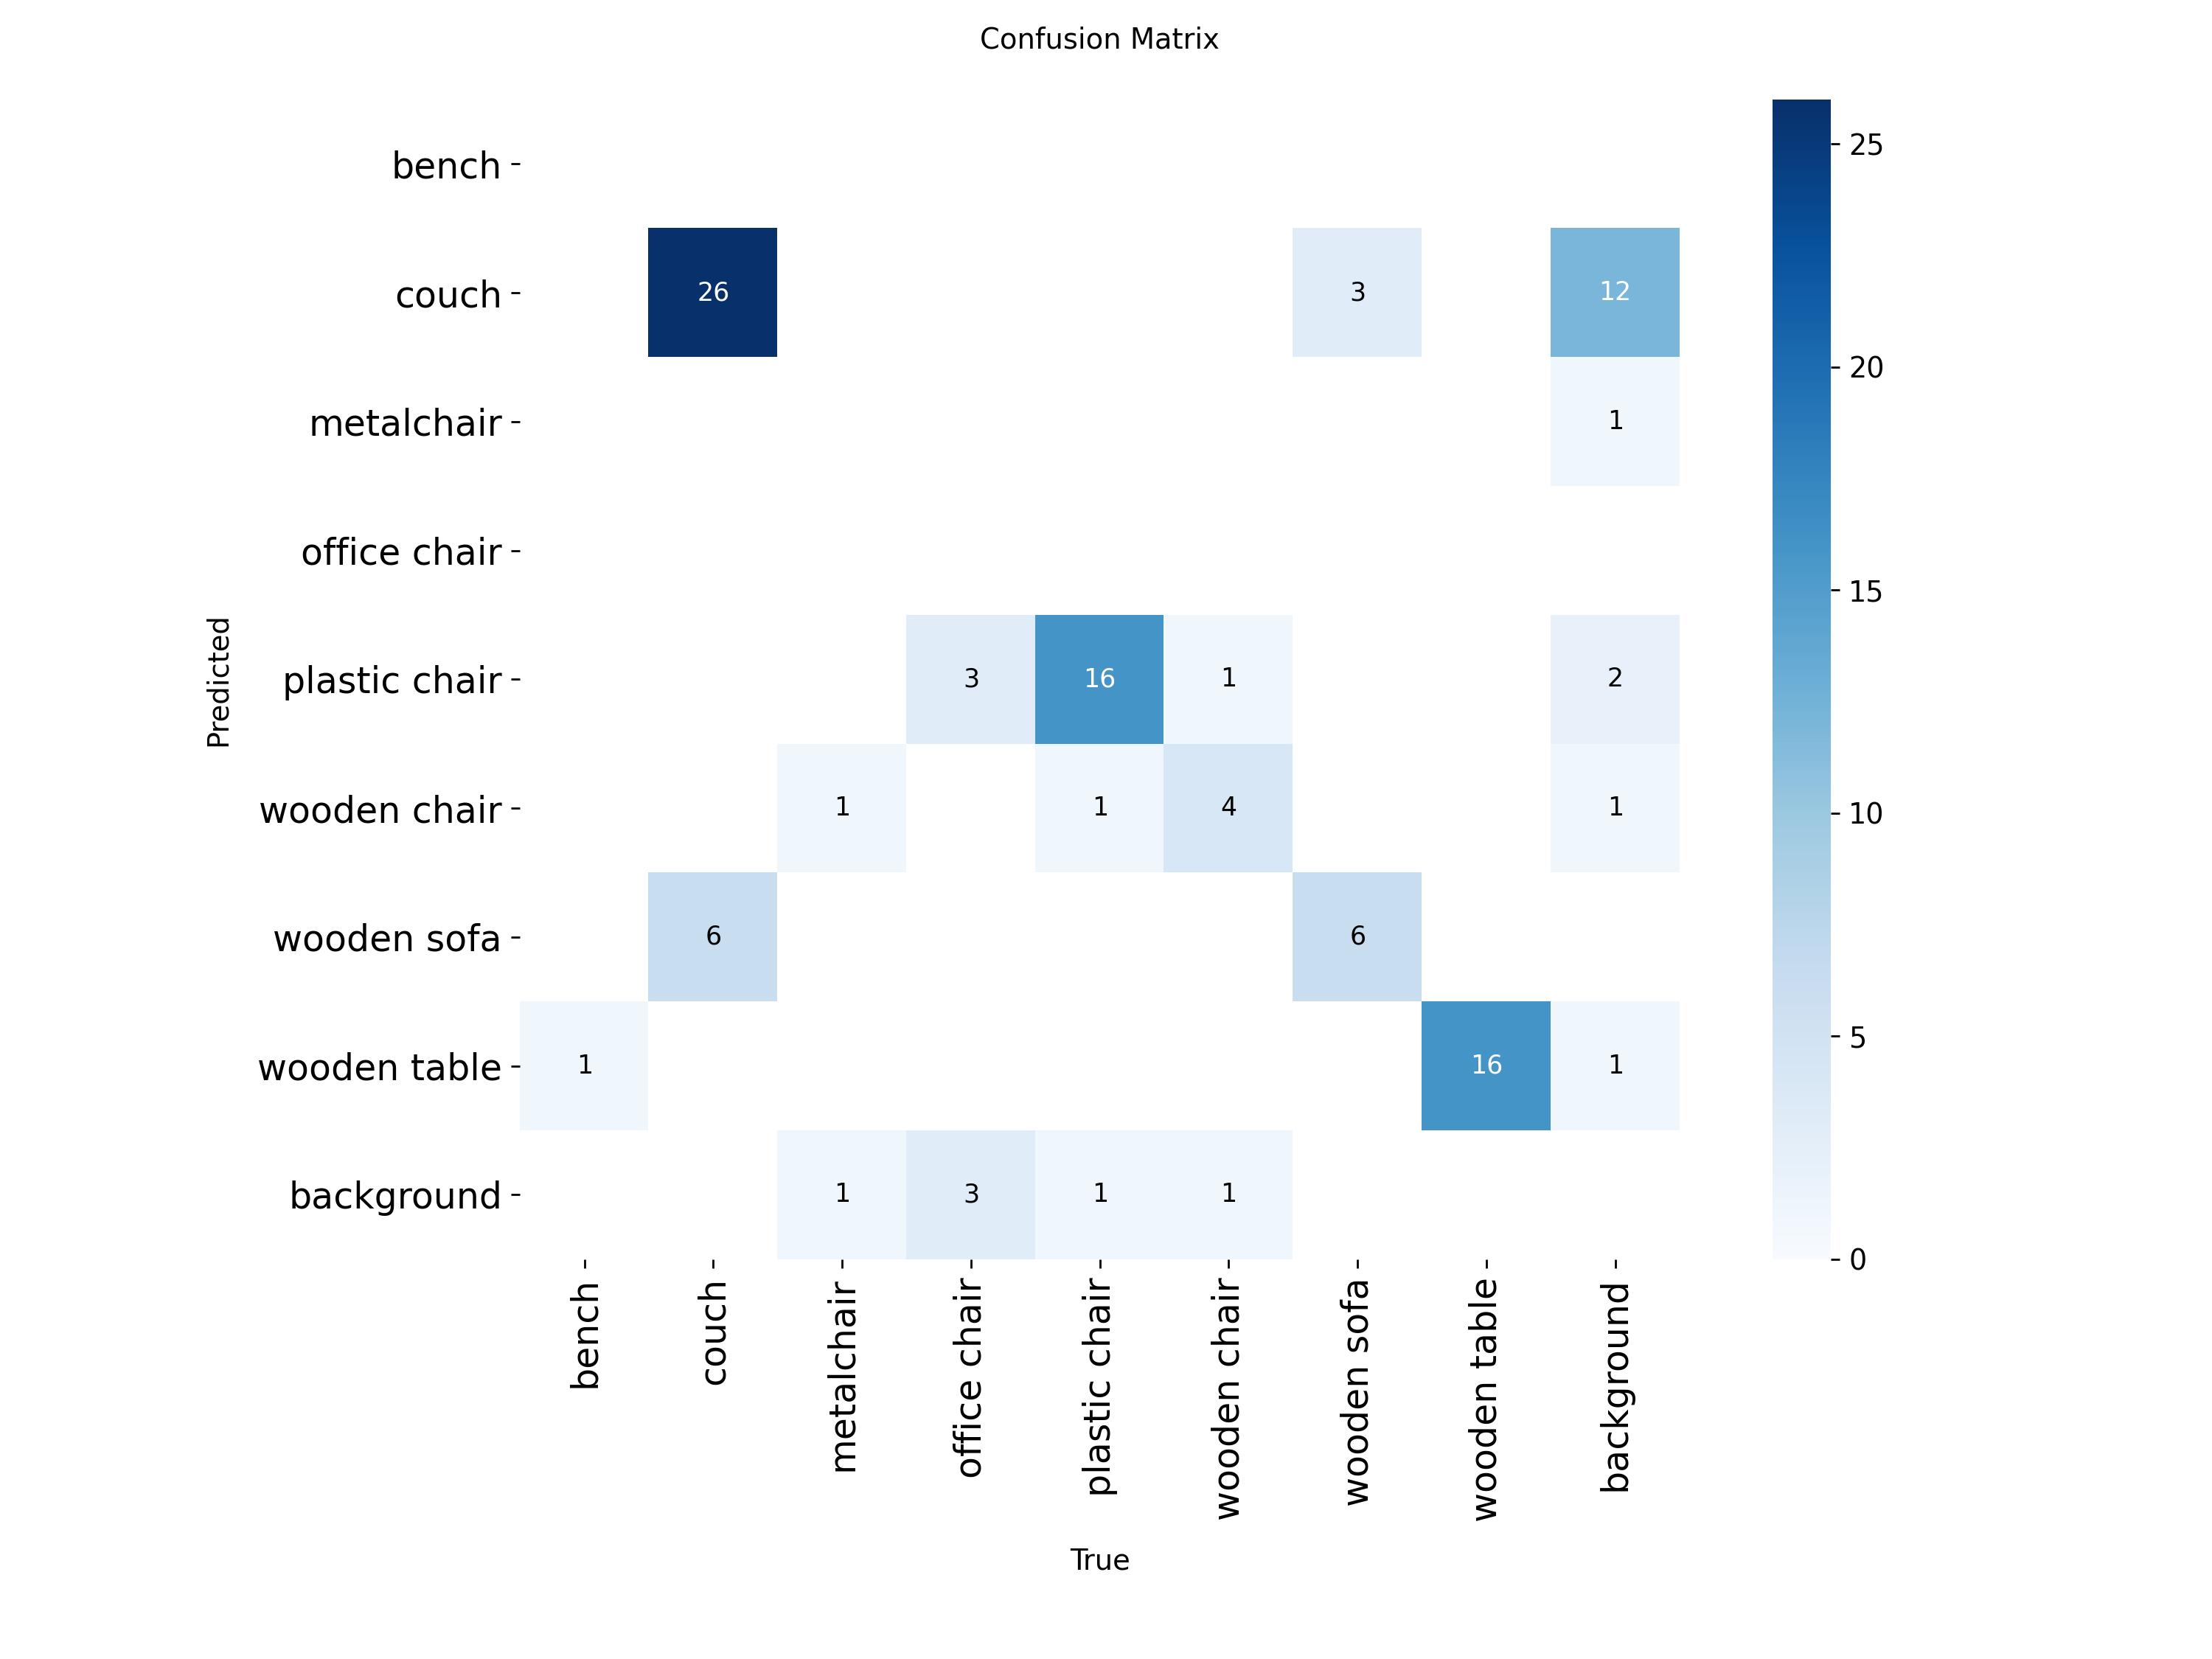 Confusion Matrix
bench
couch 26 3 12
metalchair 1
office chair
plastic chair 3 16 1 2
wooden chair 1 1 4 1
wooden sofa 6 6
wooden table 1 16 1
background 1 3 1 1
Predicted
bench couch metalchair office chair plastic chair wooden chair wooden sofa wooden table background
True
25
20
15
10
5
0